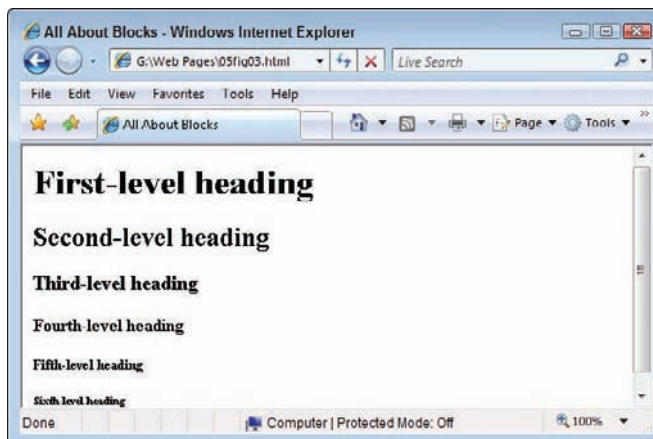 All About Blocks - Windows Internet Explorer
G:\Web Pages\05fig03.html Live Search
File Edit View Favorites Tools Help
All About Blocks Page Tools
First-level heading
Second-level heading
Third-level heading
Fourth-level heading
Fifth-level heading
Sixth-level heading
Done Computer | Protected Mode: Off 100%